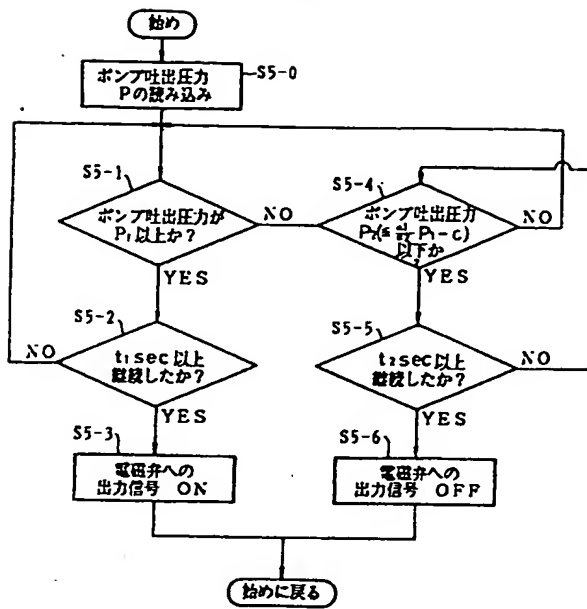 始め
ポンプ吐出圧力
Pの読み込み
S5-0
S5-1
ポンプ吐出圧力が
P₁以上か?
NO
YES
S5-2
t₁sec以上
継続したか?
NO
YES
S5-3
電磁弁への
出力信号 ON
S5-4
ポンプ吐出圧力
以下か
NO
YES
S5-5
t₂sec以上
継続したか?
NO
YES
S5-6
電磁弁への
出力信号 OFF
始めに戻る